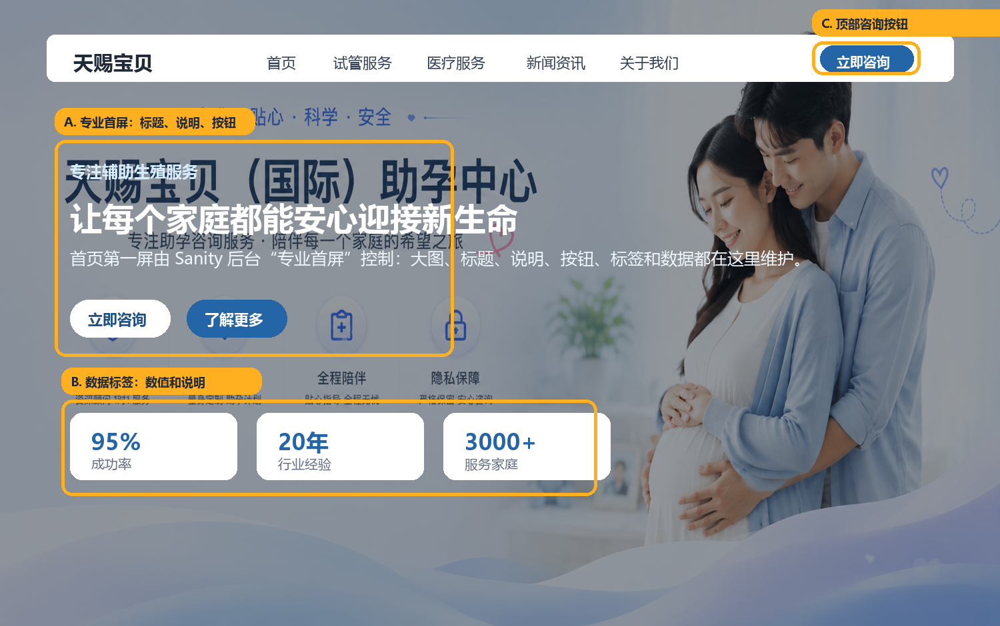 C. 顶部咨询按钮
天赐宝贝
首页 试管服务 医疗服务 新闻资讯 关于我们
立即咨询
贴心 · 科学 · 安全
A. 专业首屏：标题、说明、按钮
天赐宝贝（国际）助孕中心
专注辅助生殖服务
让每个家庭都能安心迎接新生命
专注助孕咨询服务 · 陪伴每一个家庭的希望之旅
首页第一屏由 Sanity 后台“专业首屏”控制：大图、标题、说明、按钮、标签和数据都在这里维护。
立即咨询 了解更多
全程陪伴 隐私保障
B. 数据标签：数值和说明
95% 20年 3000+
成功率 行业经验 服务家庭